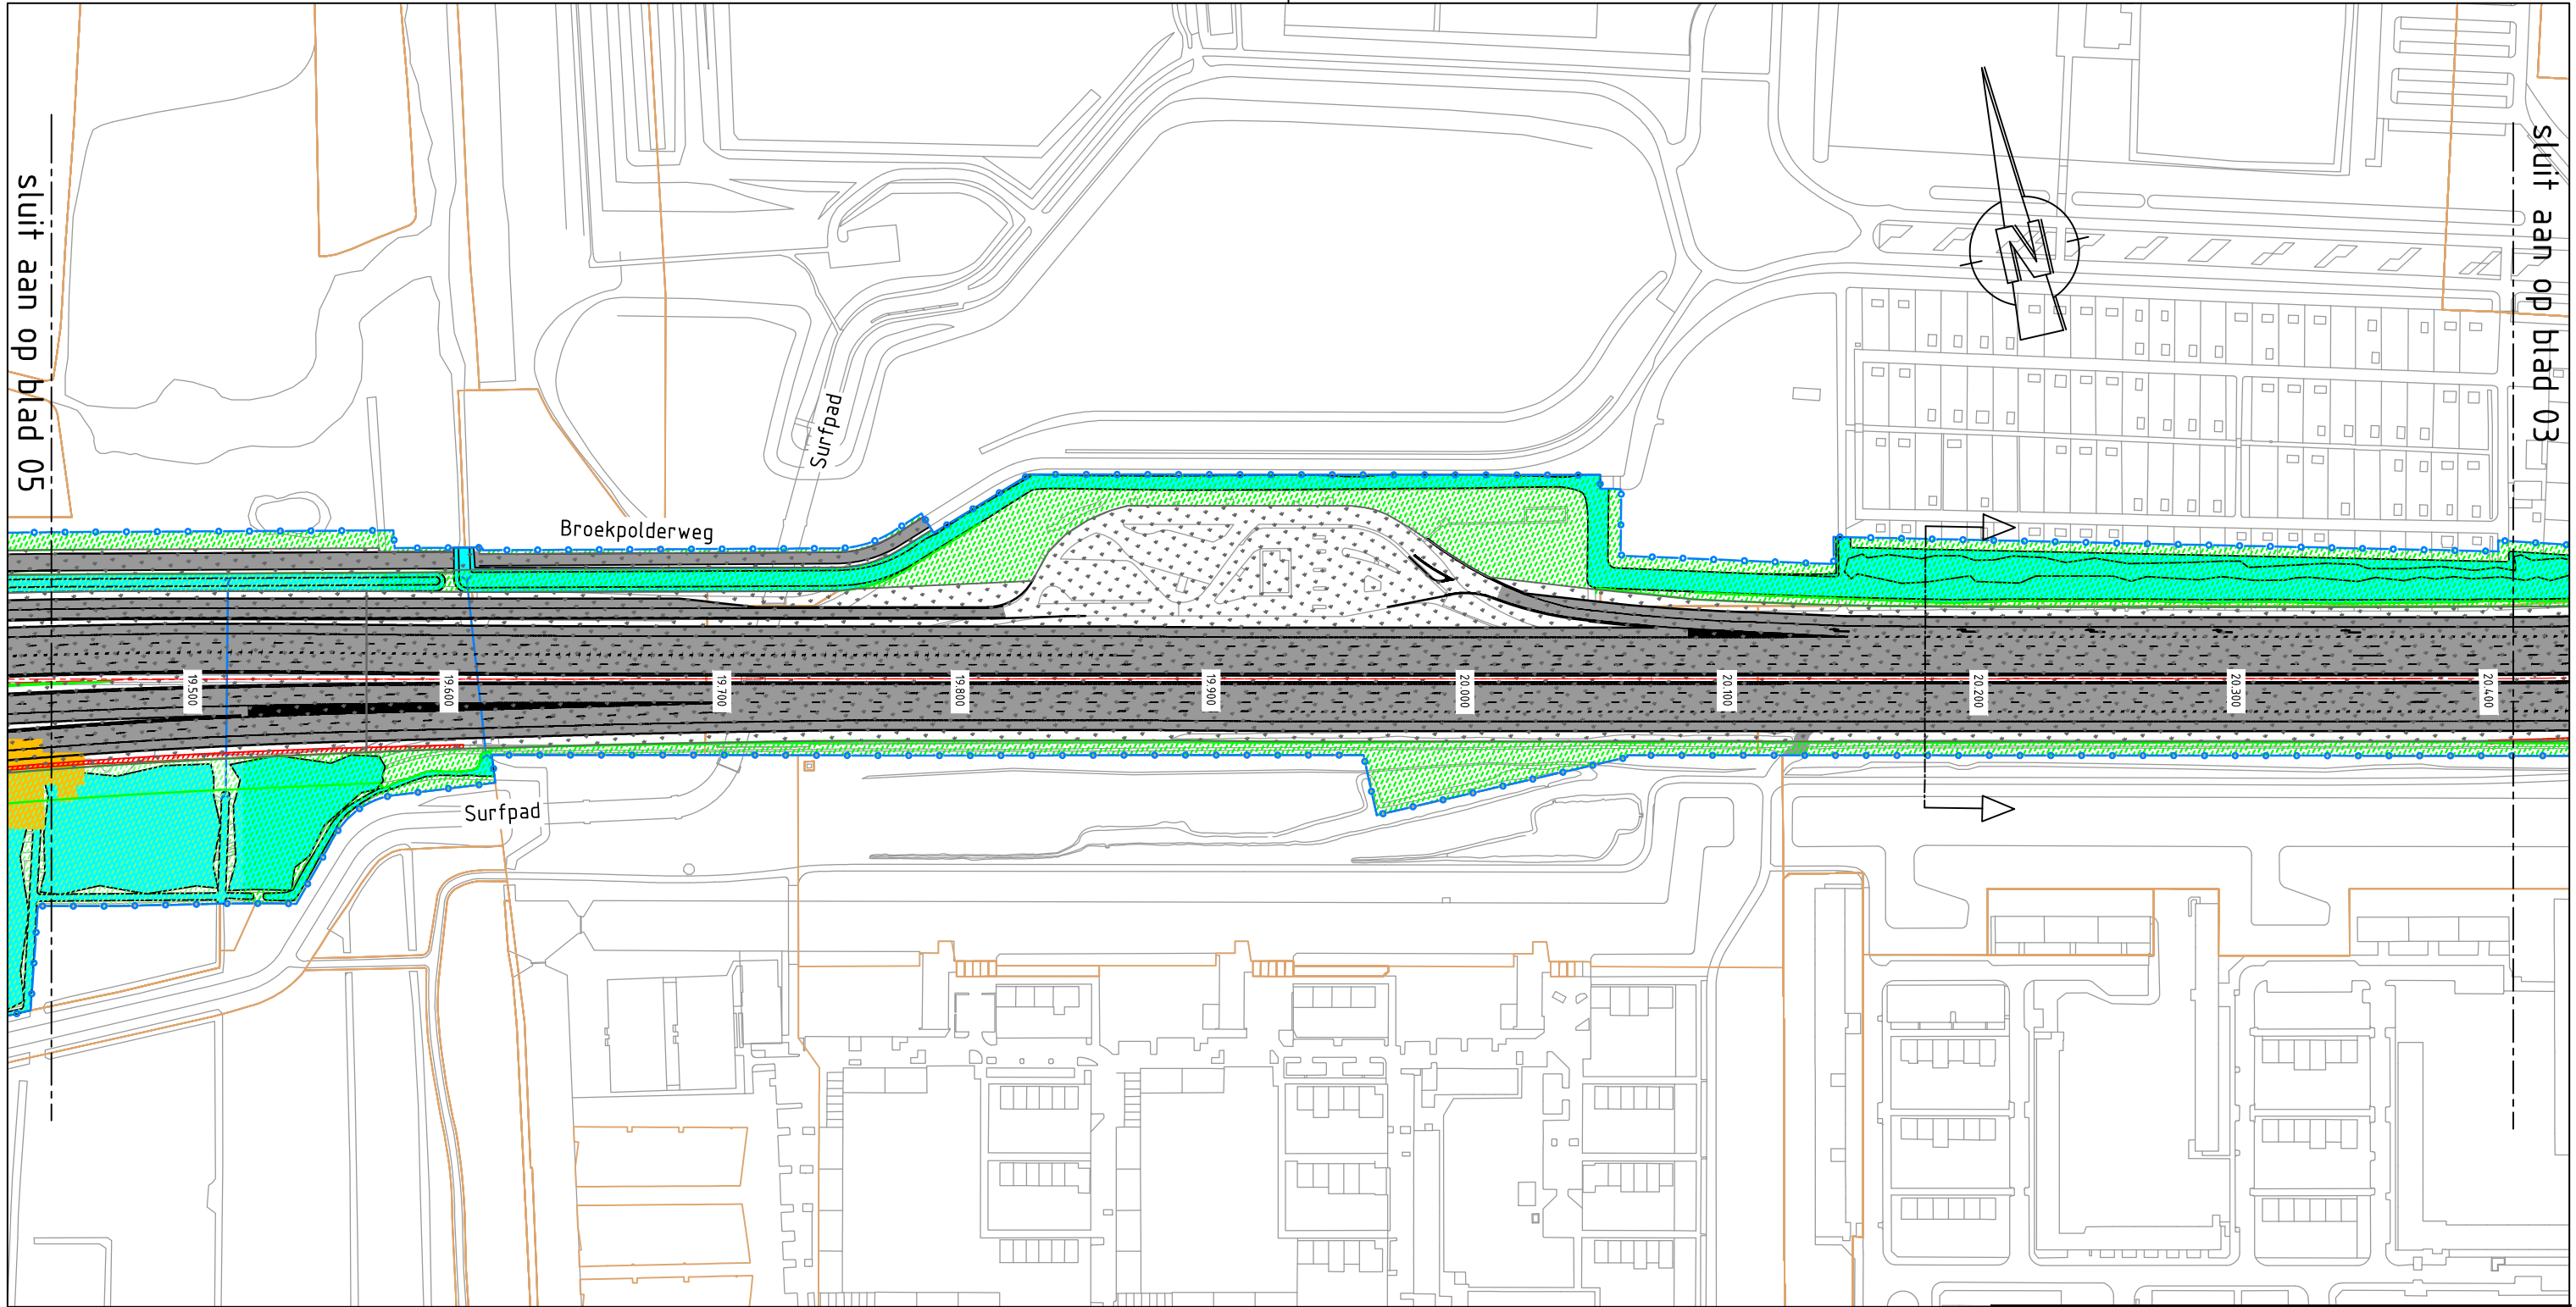 sluit aan op blad 05
sluit aan op blad 03
N
Surfpad
Broekpolderweg
19.500
19.600
19.700
19.800
19.900
20.000
20.100
20.200
20.300
20.400
Surfpad